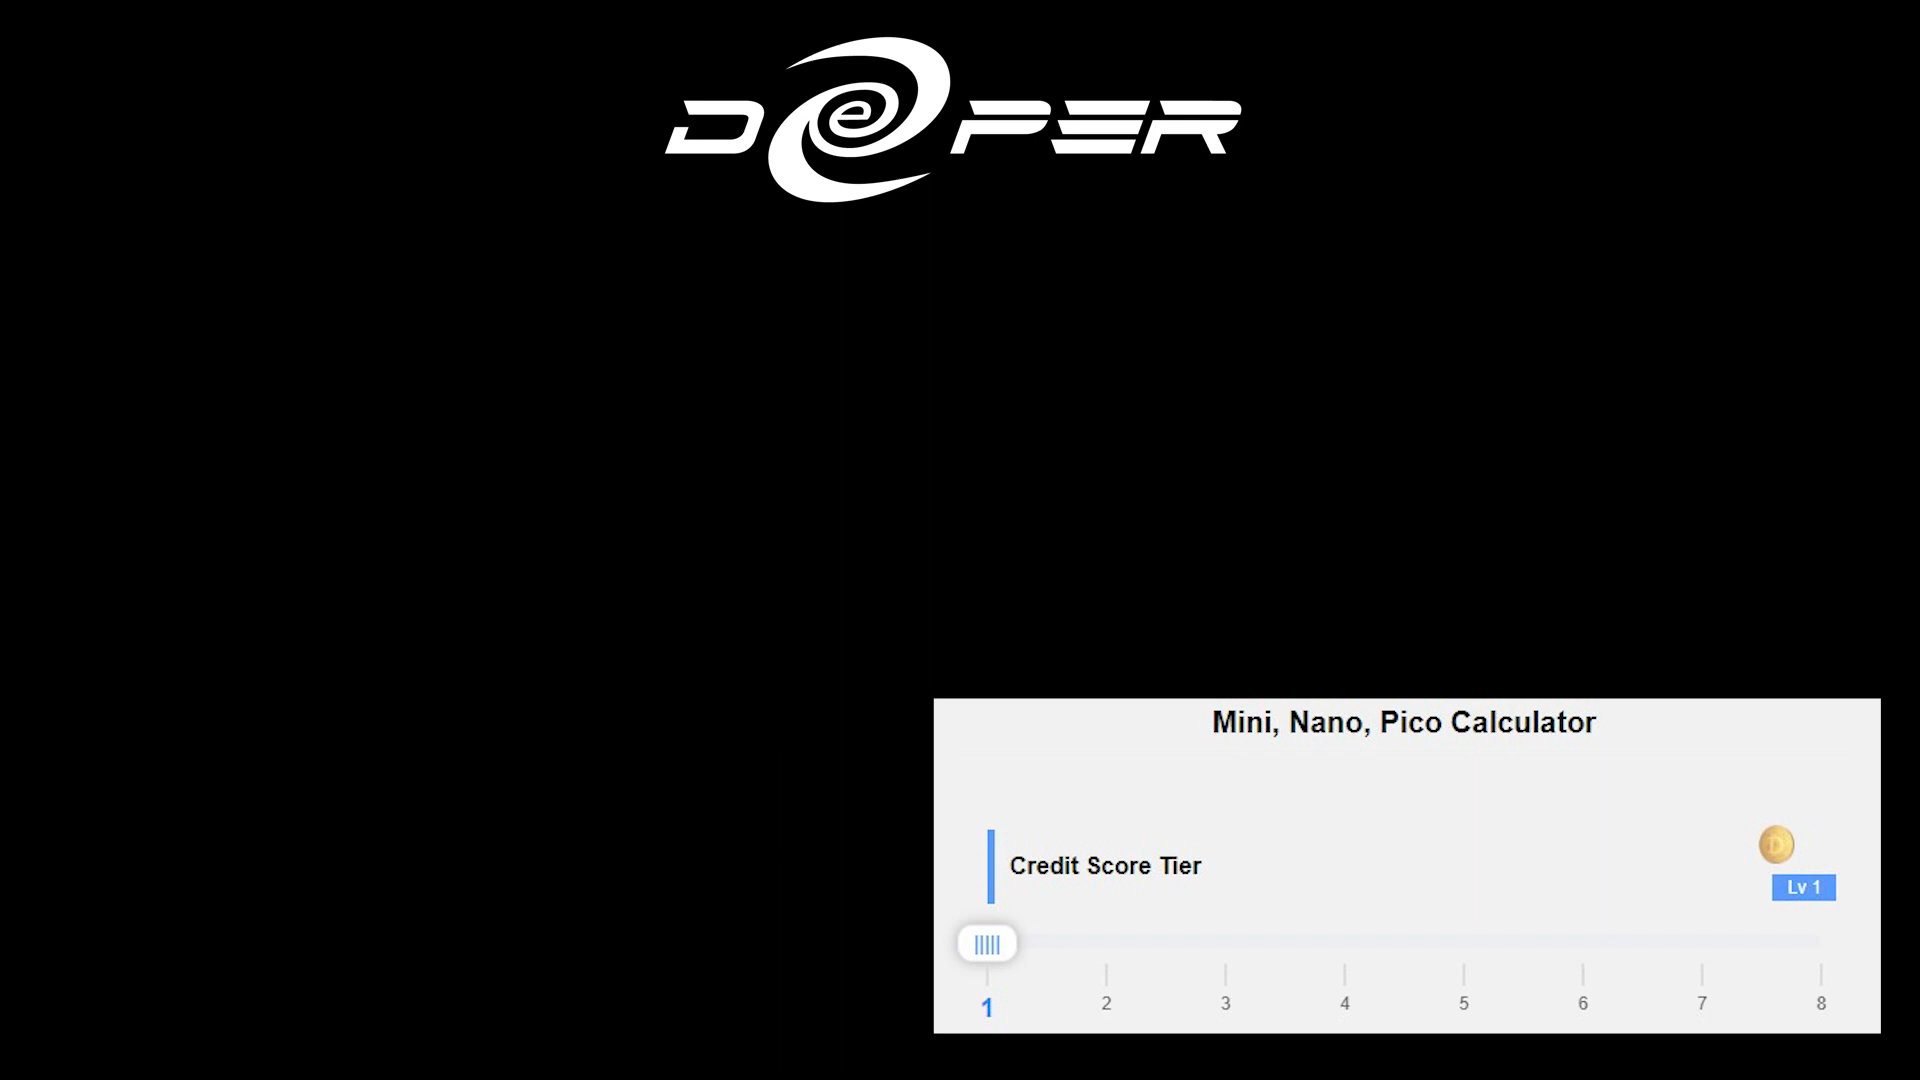 DeePER
Mini, Nano, Pico Calculator
Credit Score Tier
D
Lv 1
1 2 3 4 5 6 7 8